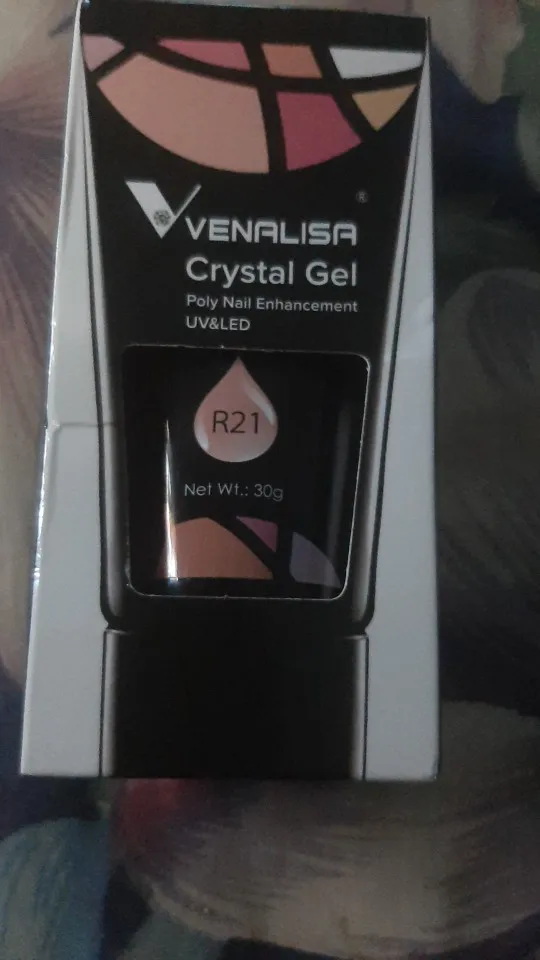 ®
VENALISA
Crystal Gel
Poly Nail Enhancement
UV&LED
R21
Net Wt.: 30g